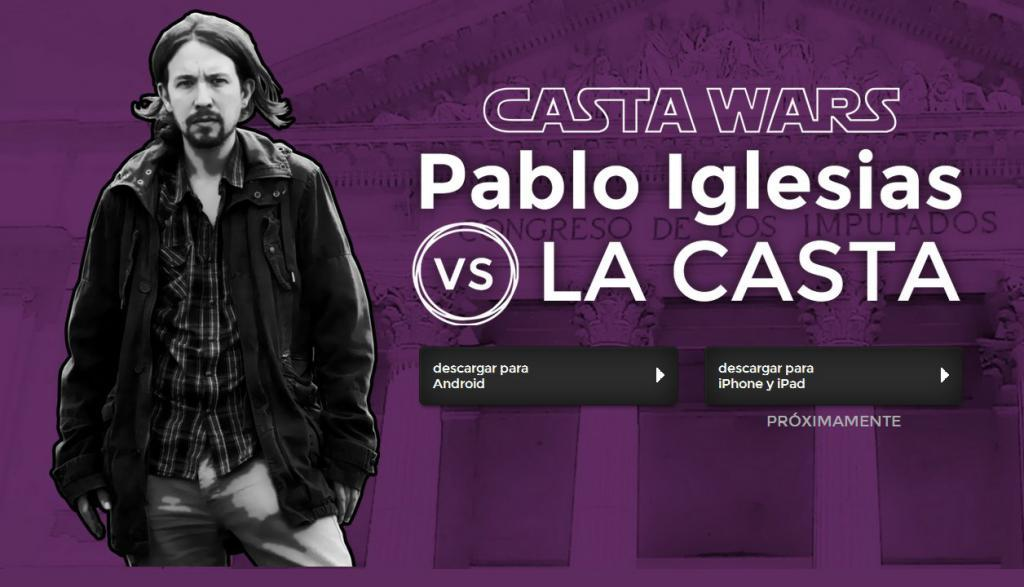 CASTA WARS
Pablo Iglesias
CONGRESO DE LOS IMPUTADOS
VS LA CASTA
descargar para
Android
descargar para
iPhone y iPad
PRÓXIMAMENTE